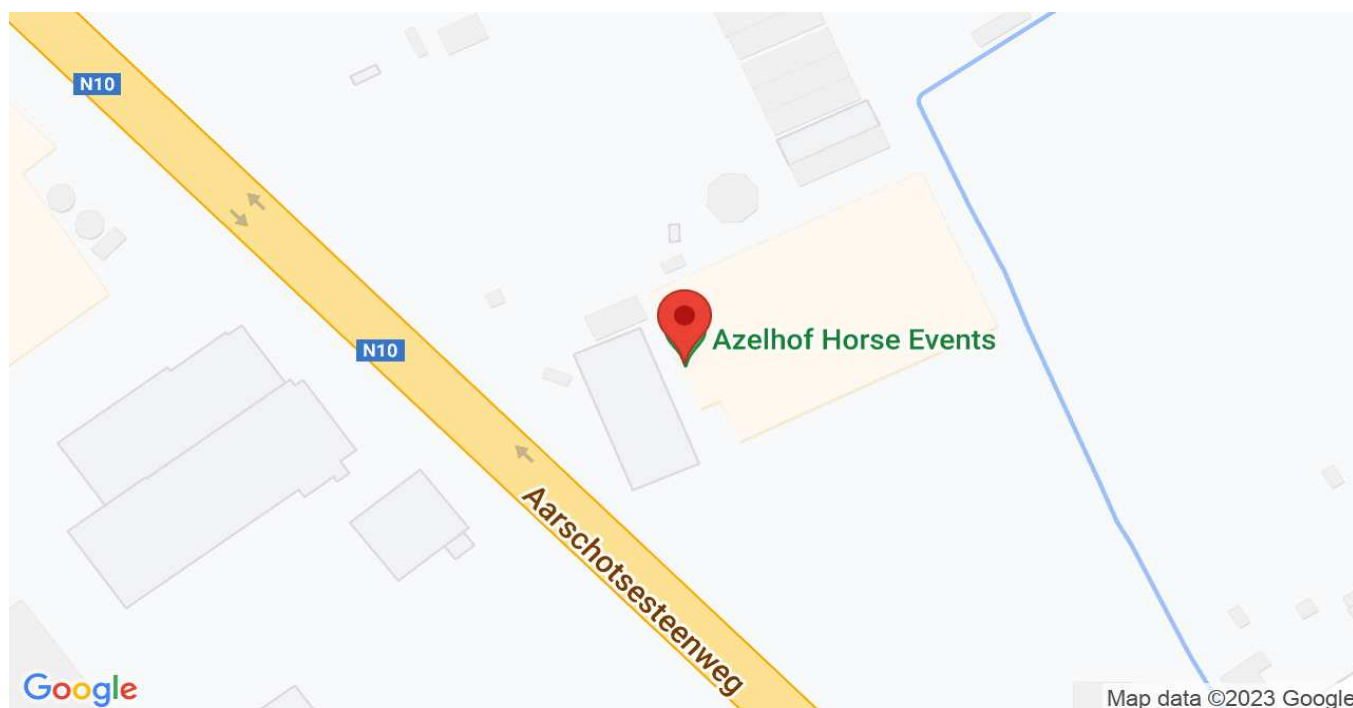 N10
Azelhof Horse Events
N10
Aarschotsesteenweg
Google
Map data ©2023 Google